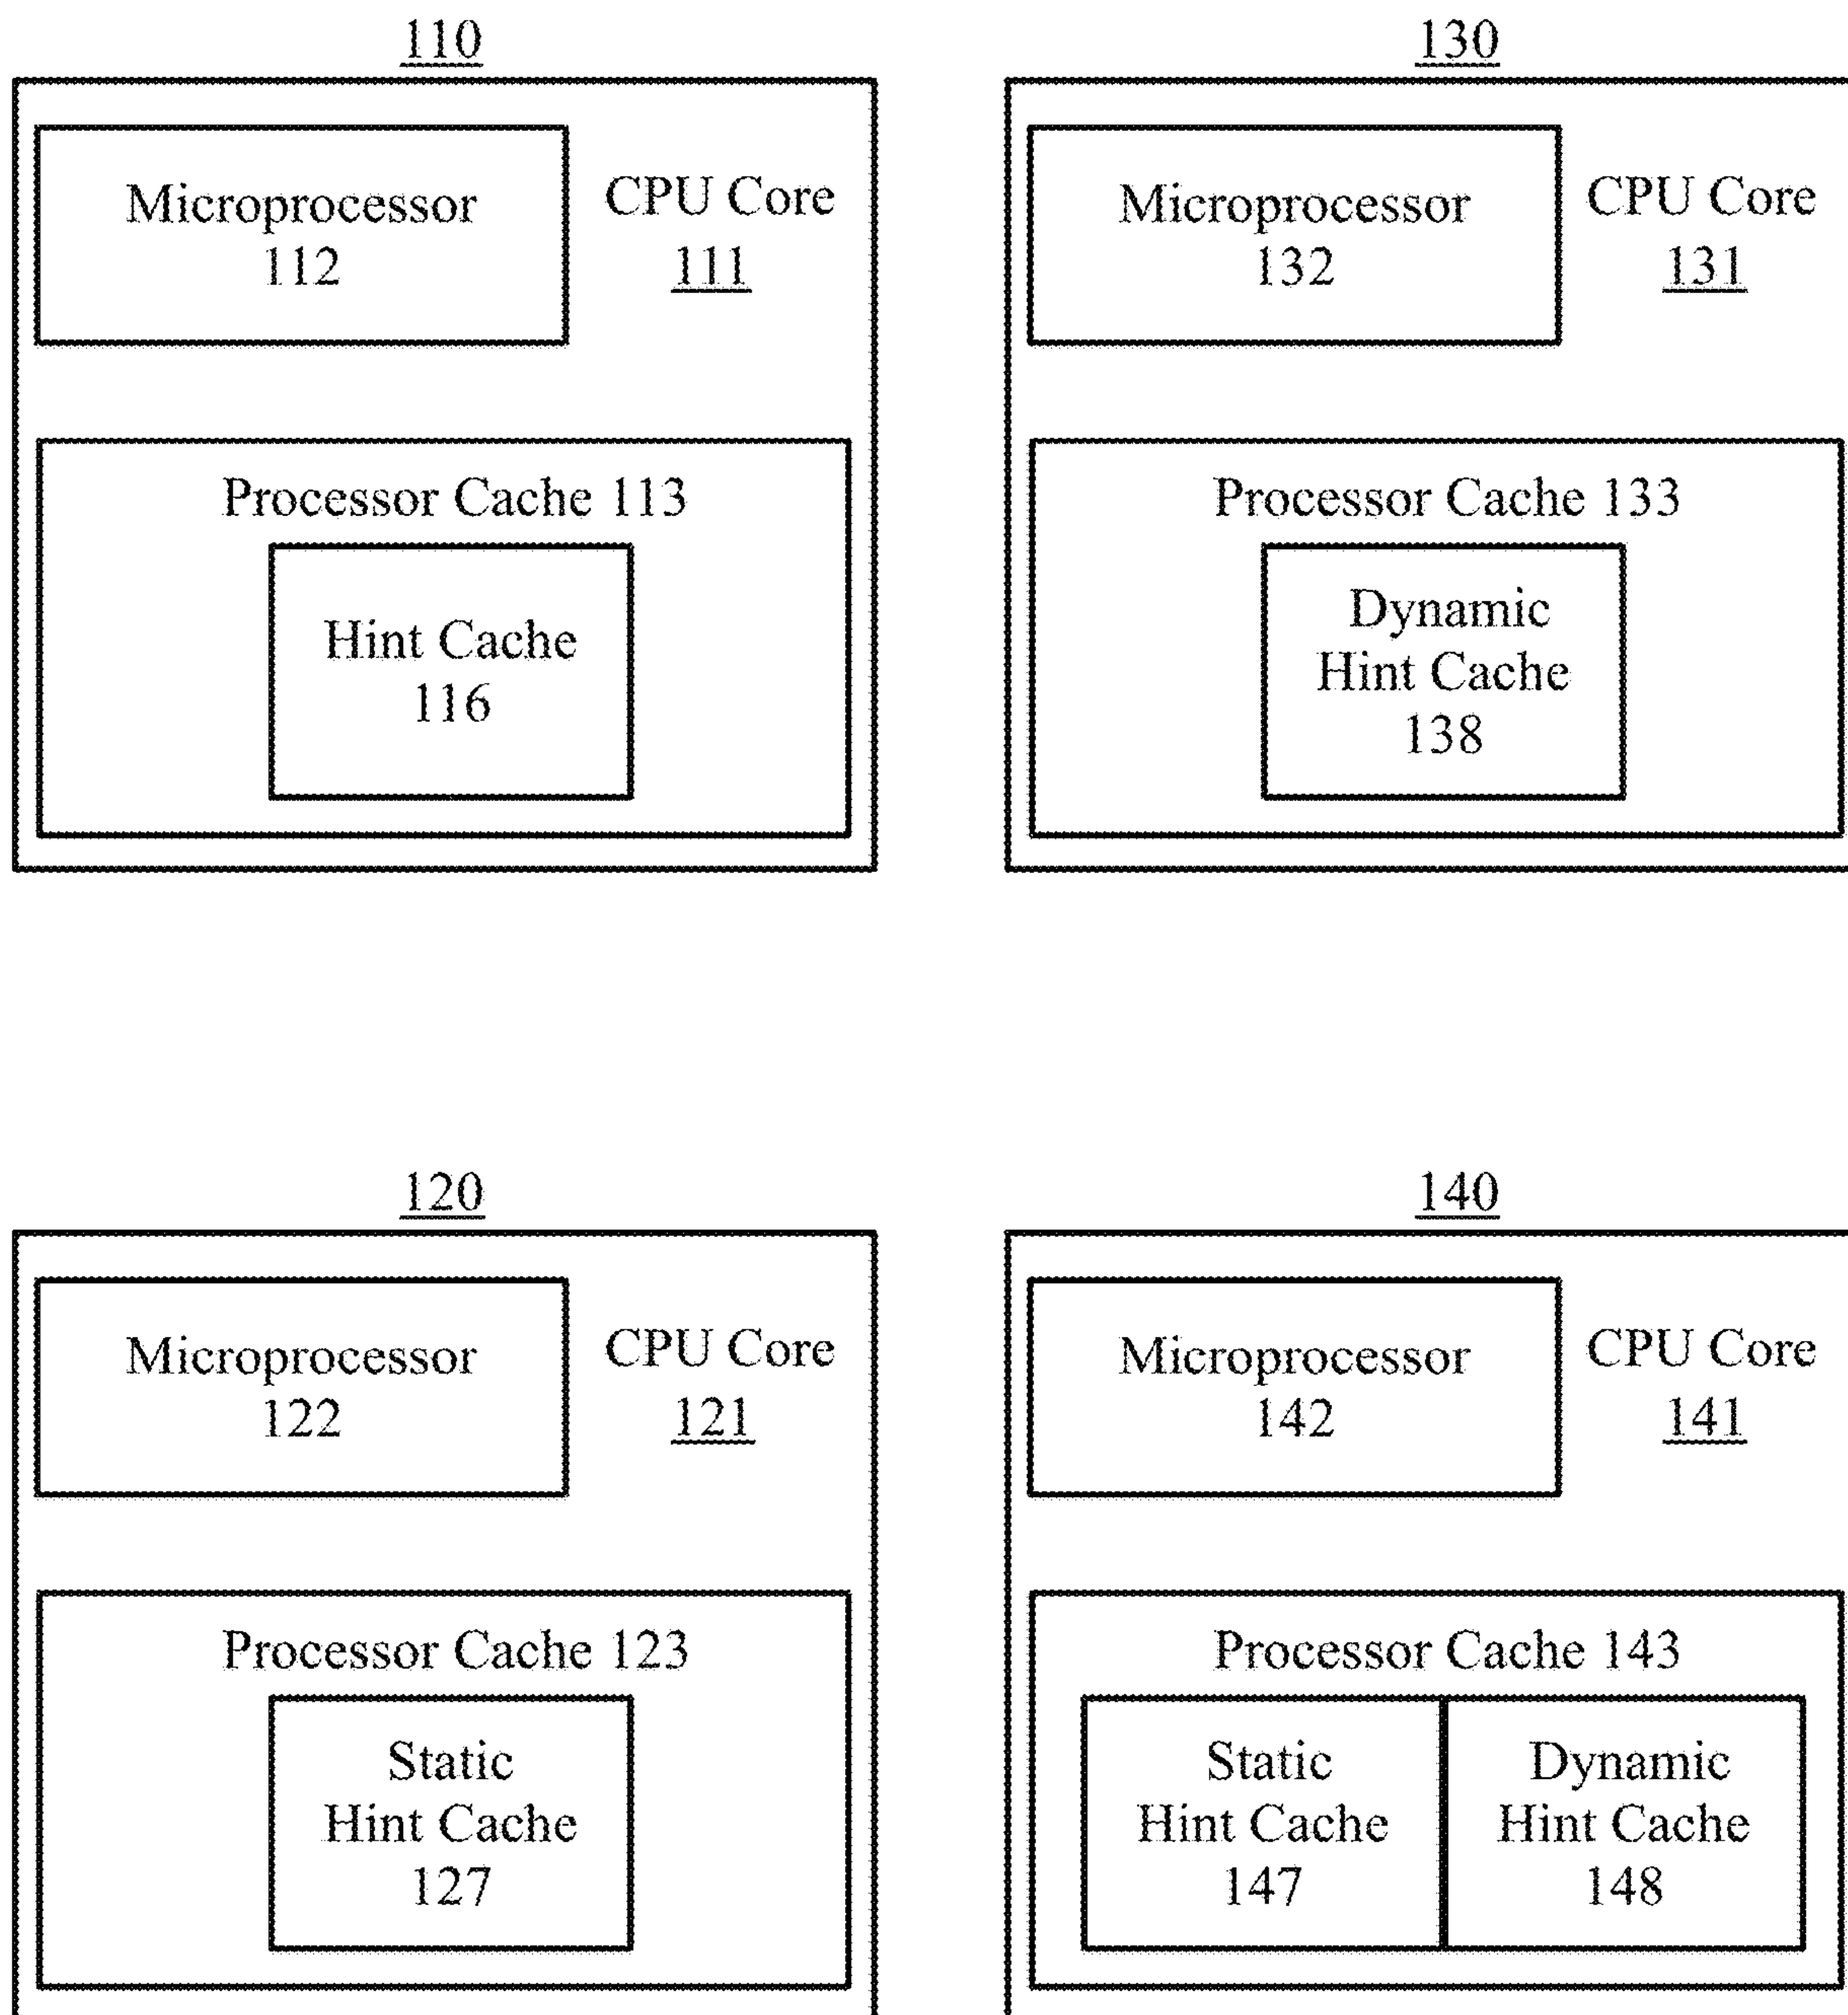 110
Microprocessor
112
CPU Core
111
Processor Cache 113
Hint Cache
116
130
Microprocessor
132
CPU Core
131
Processor Cache 133
Dynamic
Hint Cache
138
120
Microprocessor
122
CPU Core
121
Processor Cache 123
Static
Hint Cache
127
140
Microprocessor
142
CPU Core
141
Processor Cache 143
Static
Hint Cache
147
Dynamic
Hint Cache
148